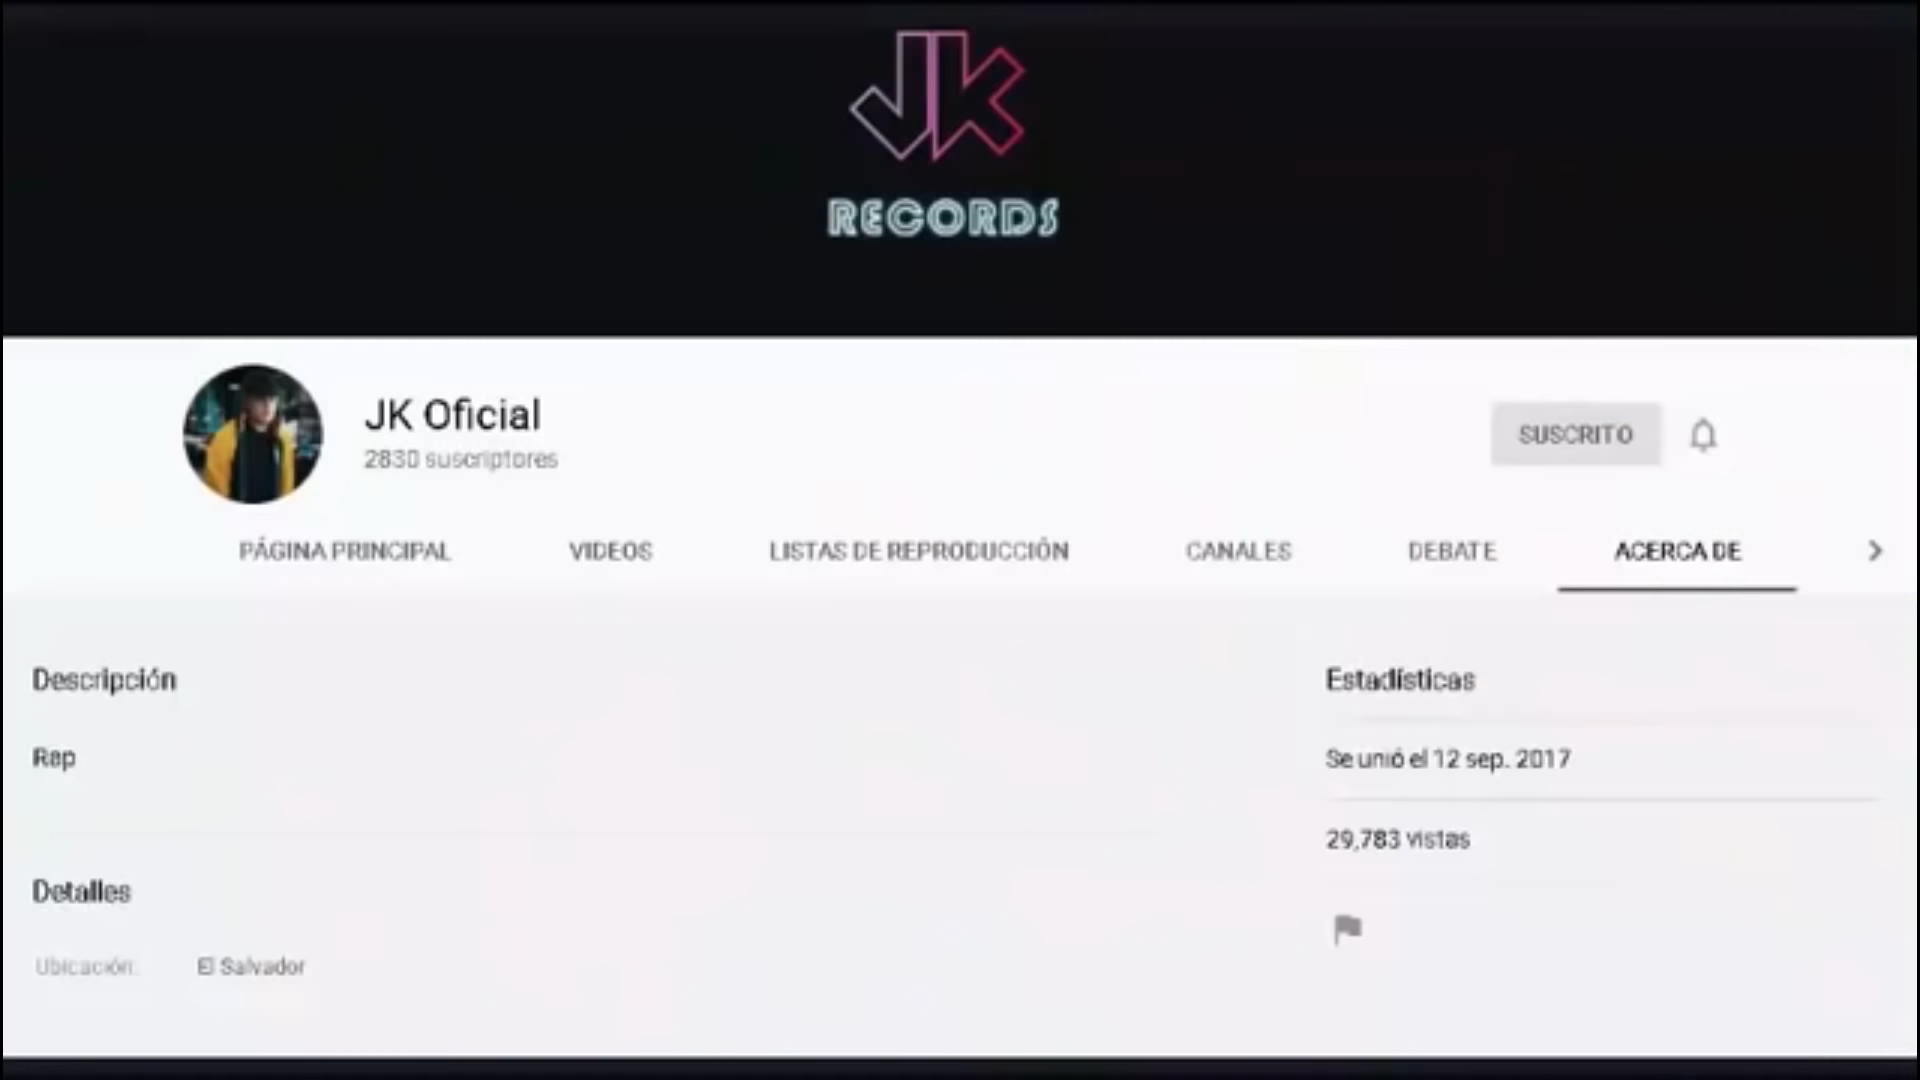 JK
RECORDS
JK Oficial
2830 suscriptores
SUSCRITO
PÁGINA PRINCIPAL
VIDEOS
LISTAS DE REPRODUCCIÓN
CANALES
DEBATE
ACERCA DE
Descripción
Rap
Detalles
Ubicación: El Salvador
Estadísticas
Se unió el 12 sep. 2017
29,783 vistas